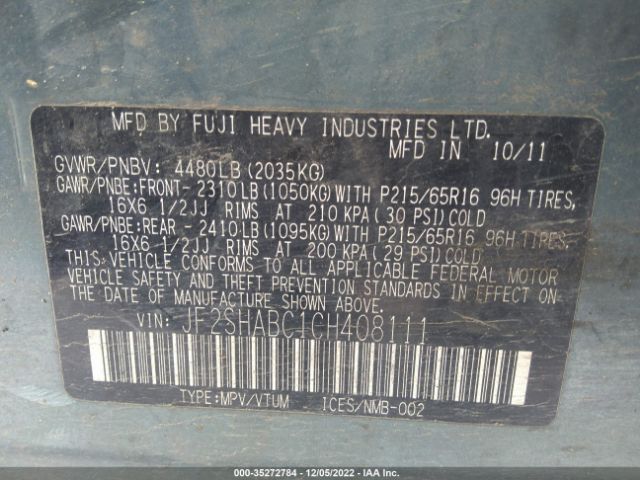 MFD BY FUJI HEAVY INDUSTRIES LTD.
MFD IN 10/11
GVWR/PNBV: 4480LB(2035KG)
GAWR/PNBE:FRONT- 2310LB(1050KG)WITH P215/65R16 96H TIRES,
16X6 1/2JJ RIMS AT 210 KPA(30 PSI)COLD
GAWR/PNBE:REAR - 2410LB(1095KG)WITH P215/65R16 96H TIRES,
16X6 1/2JJ RIMS AT 200 KPA(29 PSI)COLD
THIS VEHICLE CONFORMS TO ALL APPLICABLE FEDERAL MOTOR
VEHICLE SAFETY AND THEFT PREVENTION STANDARDS IN EFFECT ON
THE DATE OF MANUFACTURE SHOWN ABOVE.
VIN: JF2SHABC1CH408111
TYPE:MPV/VTUM ICES/NMB-002
000-35272784 - 12/05/2022 - IAA Inc.